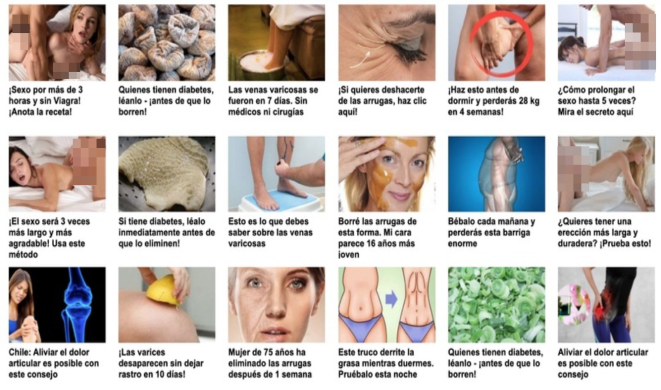 ¡Sexo por más de 3
horas y sin Viagra!
¡Anota la receta!
Quienes tienen diabetes,
léanlo - ¡antes de que lo
borren!
Las venas varicosas se
fueron en 7 días. Sin
médicos ni cirugías
¡Si quieres deshacerte
de las arrugas, haz clic
aquí!
¡Haz esto antes de
dormir y perderás 28 kg
en 4 semanas!
¿Cómo prolongar el
sexo hasta 5 veces?
Mira el secreto aquí
¡El sexo será 3 veces
más largo y más
agradable! Usa este
método
Si tiene diabetes, léalo
inmediatamente antes de
que lo eliminen!
Esto es lo que debes
saber sobre las venas
varicosas
Borré las arrugas de
esta forma. Mi cara
parece 16 años más
joven
Bébalo cada mañana y
perderás esta barriga
enorme
¿Quieres tener una
erección más larga y
duradera? ¡Prueba esto!
Chile: Aliviar el dolor
articular es posible con
este consejo
¡Las varices
desaparecen sin dejar
rastro en 10 días!
Mujer de 75 años ha
eliminado las arrugas
después de 1 semana
Este truco derrite la
grasa mientras duermes.
Pruébalo esta noche
Quienes tienen diabetes,
léanlo - ¡antes de que lo
borren!
Aliviar el dolor articular
es posible con este
consejo